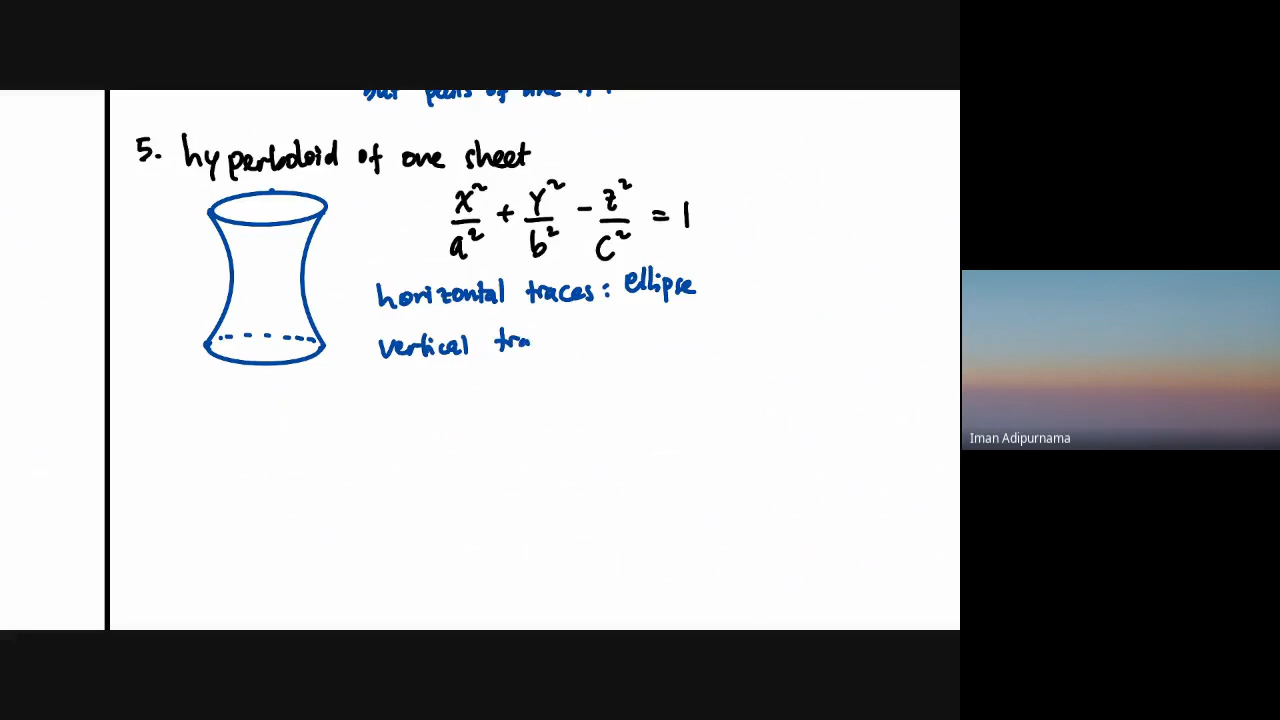 5. hyperboloid of one sheet
x²/a² + y²/b² - z²/c² = 1
horizontal traces: ellipse
vertical tra
Iman Adipurnama